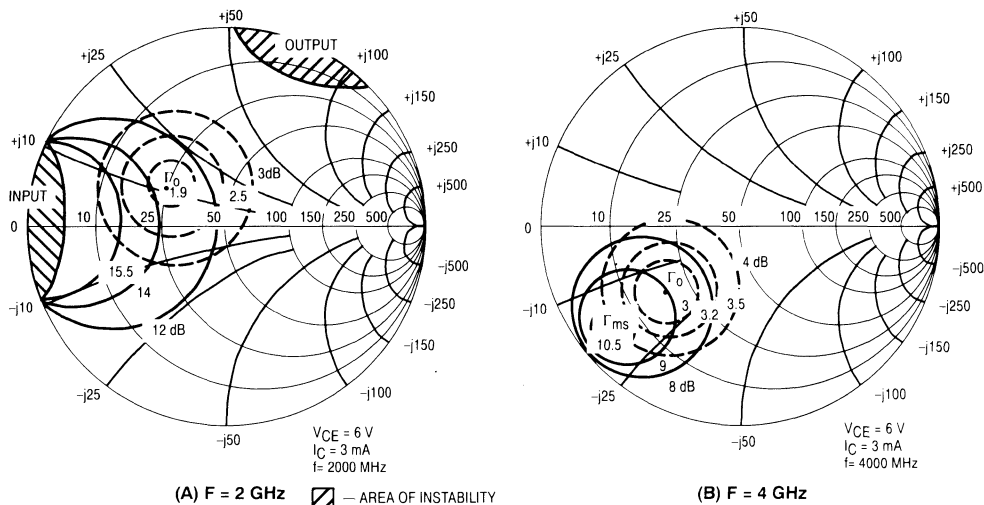 +j50
+j25
OUTPUT
+j100
+j150
+j10
+j250
3dB
Γo
1.9
2.5
+j500
INPUT
0
10
25
50
100
150
250
500
15.5
14
12 dB
–j10
–j500
–j250
–j150
–j25
–j100
–j50
VCE = 6 V
IC = 3 mA
f= 2000 MHz
(A) F = 2 GHz
— AREA OF INSTABILITY
+j50
+j25
+j100
+j150
+j10
+j250
+j500
0
10
25
50
100
150
250
500
4 dB
Γo
3
3.2
3.5
Γms
10.5
9
8 dB
–j10
–j500
–j250
–j150
–j25
–j100
–j50
VCE = 6 V
IC = 3 mA
f= 4000 MHz
(B) F = 4 GHz